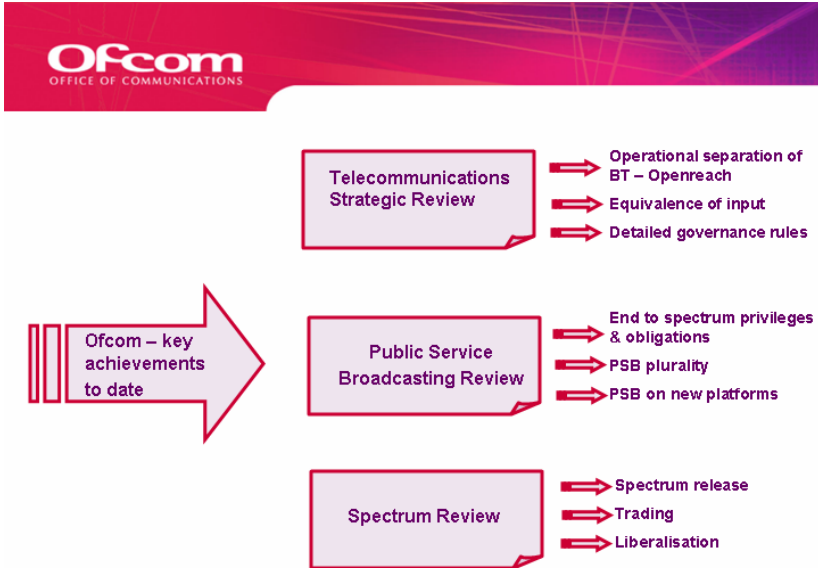 Ofcom
OFFICE OF COMMUNICATIONS
Ofcom – key
achievements
to date
Telecommunications
Strategic Review
Operational separation of
BT – Openreach
Equivalence of input
Detailed governance rules
Public Service
Broadcasting Review
End to spectrum privileges
& obligations
PSB plurality
PSB on new platforms
Spectrum Review
Spectrum release
Trading
Liberalisation